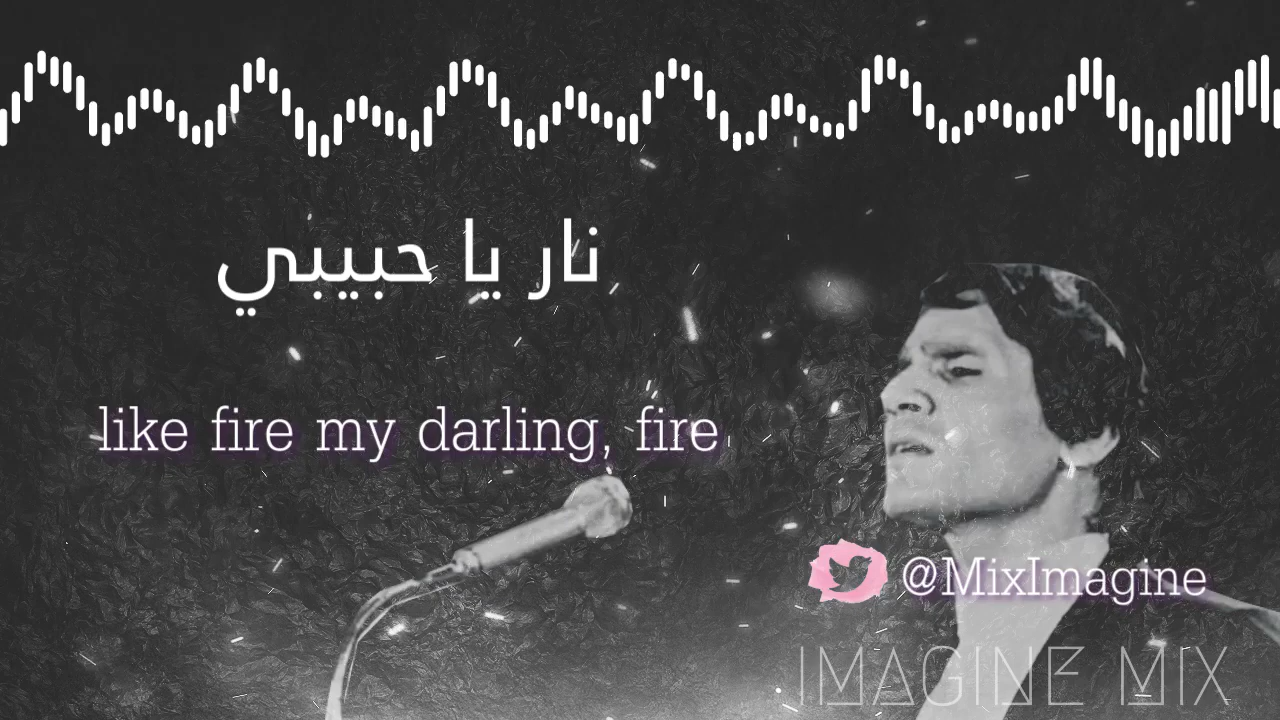 نار يا حبيبي
like fire my darling, fire
@MixImagine
IMAGINE MIX